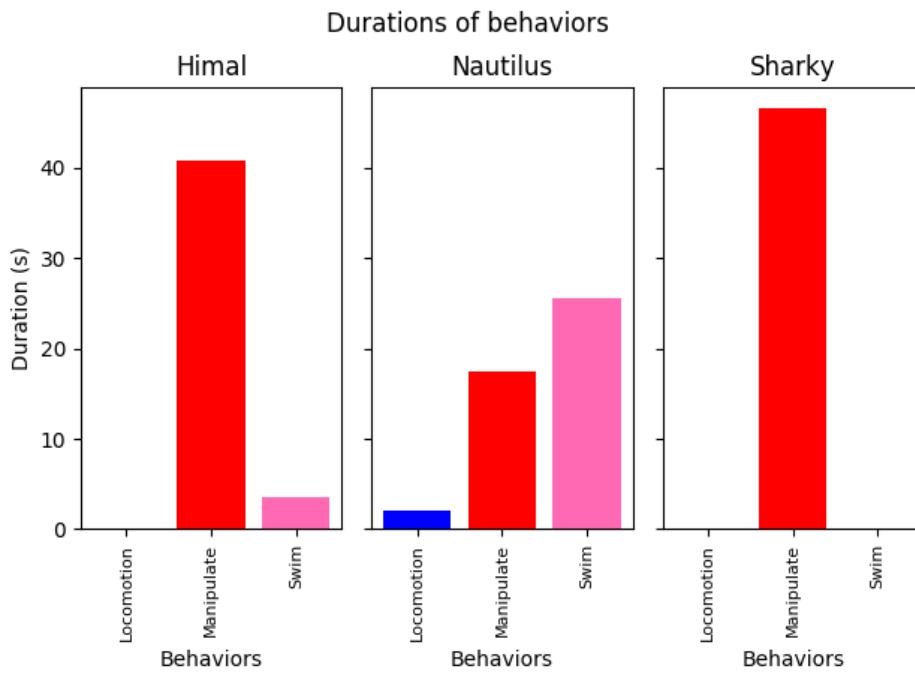 Durations of behaviors
Himal
Nautilus
Sharky
Duration (s)
40
30
20
10
0
Locomotion
Manipulate
Swim
Locomotion
Manipulate
Swim
Locomotion
Manipulate
Swim
Behaviors
Behaviors
Behaviors